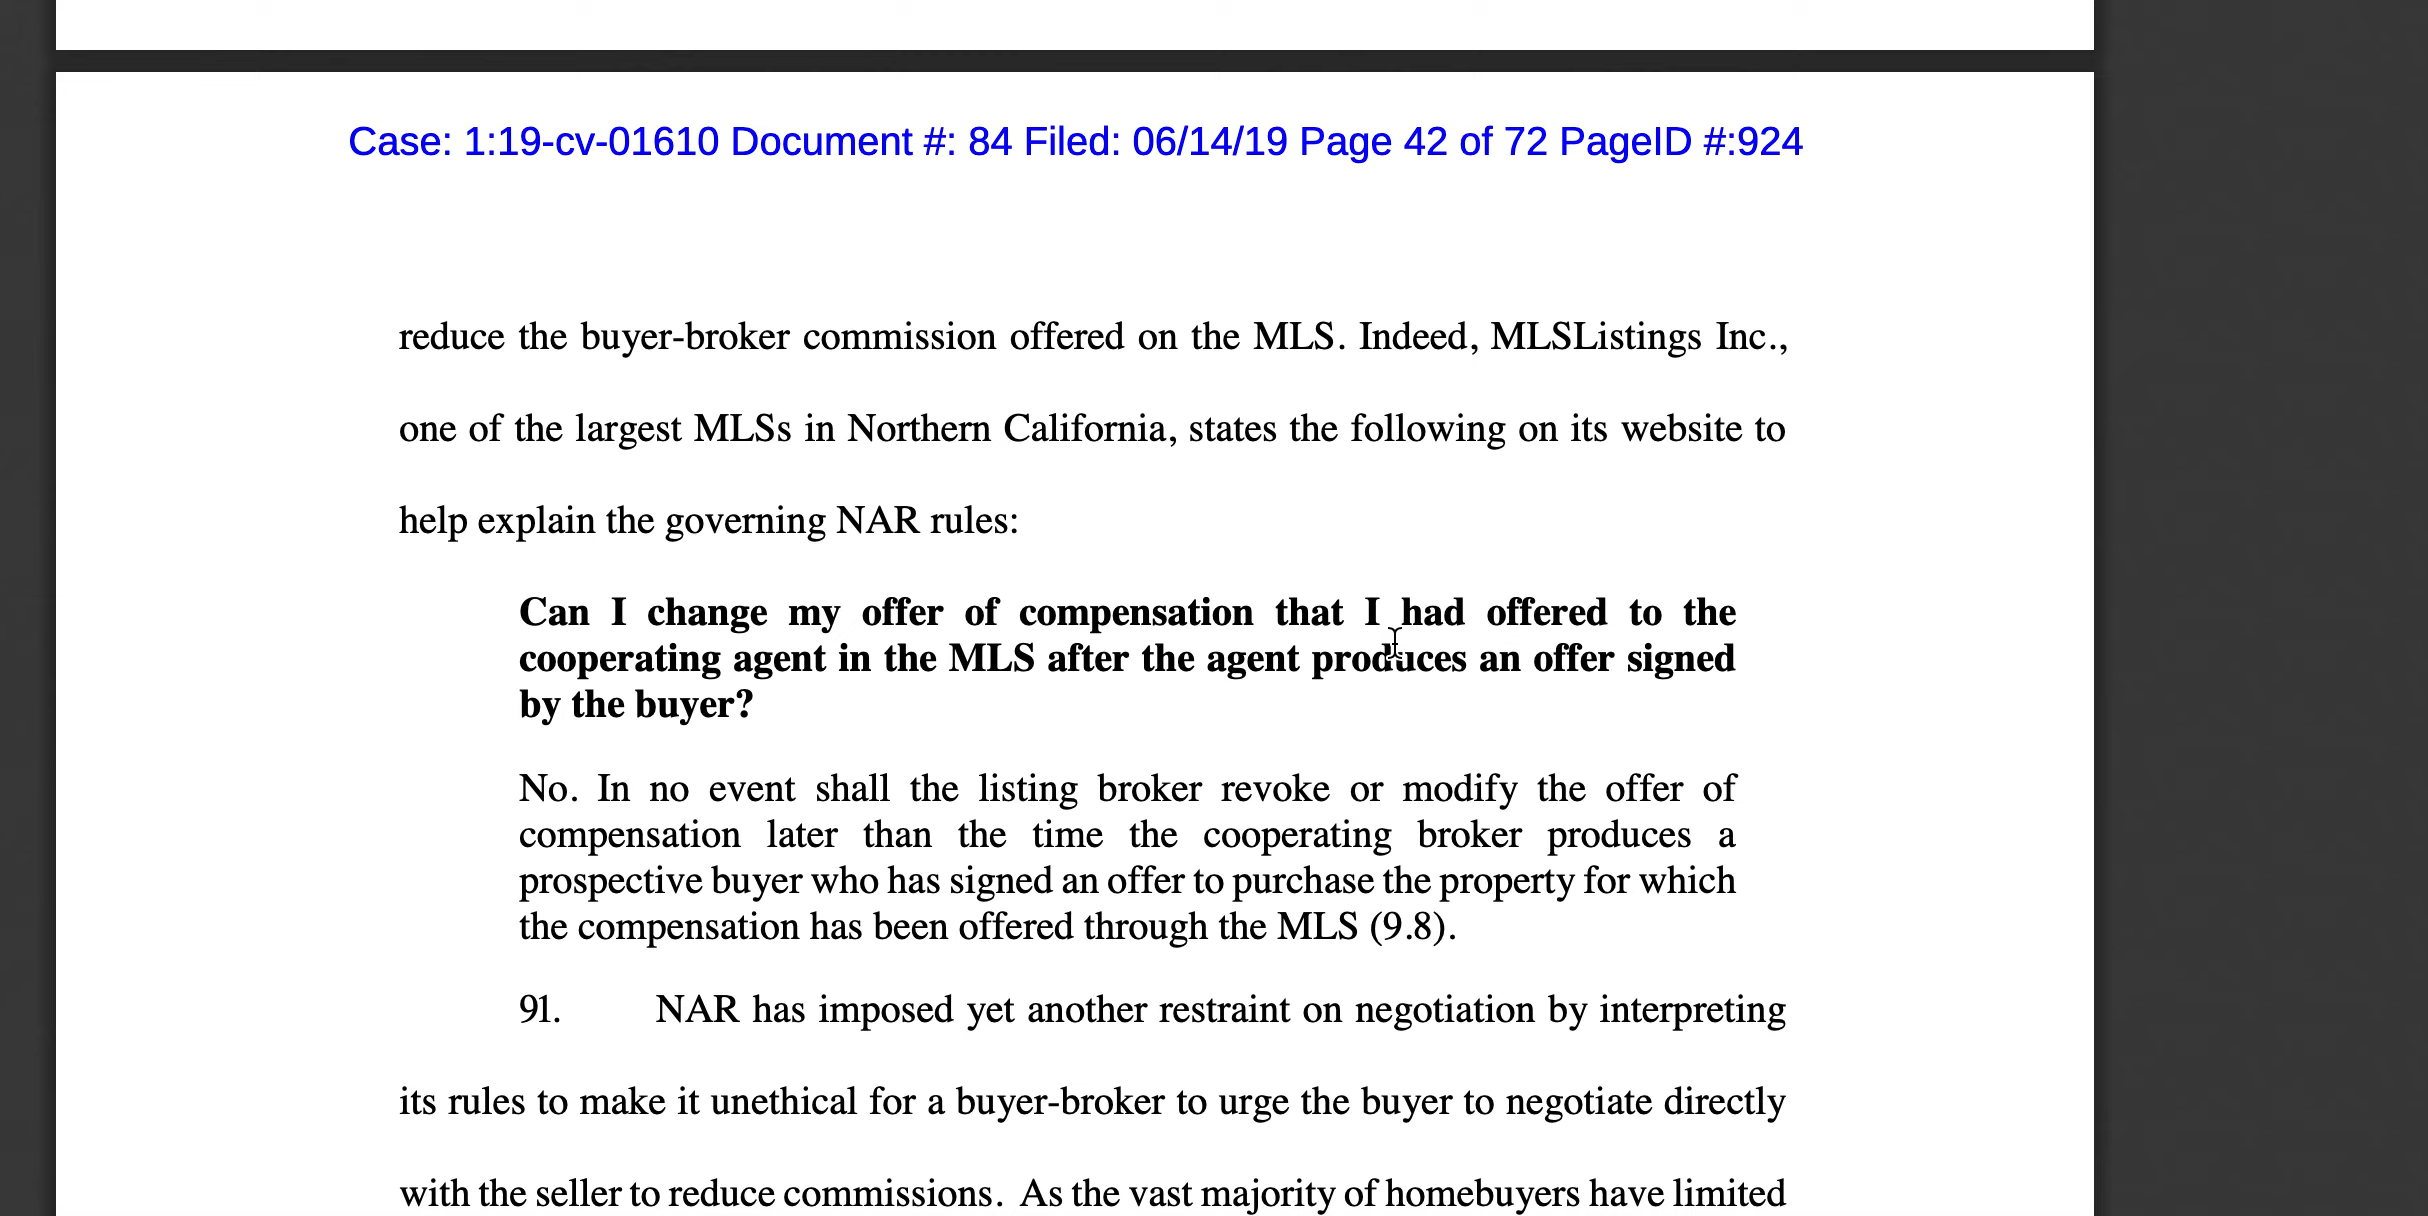 Case: 1:19-cv-01610 Document #: 84 Filed: 06/14/19 Page 42 of 72 PageID #:924
reduce the buyer-broker commission offered on the MLS. Indeed, MLSListings Inc.,
one of the largest MLSs in Northern California, states the following on its website to
help explain the governing NAR rules:
Can I change my offer of compensation that I had offered to the
cooperating agent in the MLS after the agent produces an offer signed
by the buyer?
No. In no event shall the listing broker revoke or modify the offer of
compensation later than the time the cooperating broker produces a
prospective buyer who has signed an offer to purchase the property for which
the compensation has been offered through the MLS (9.8).
91. NAR has imposed yet another restraint on negotiation by interpreting
its rules to make it unethical for a buyer-broker to urge the buyer to negotiate directly
with the seller to reduce commissions. As the vast majority of homebuyers have limited